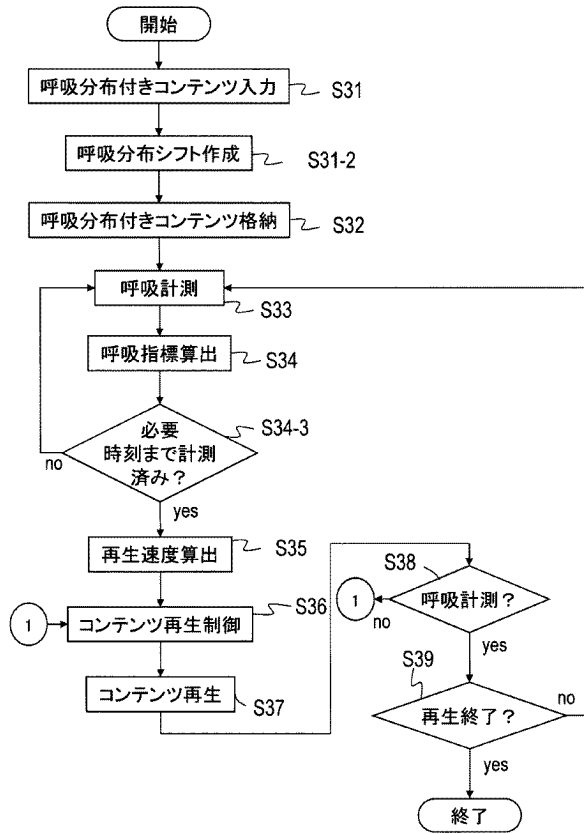 開始
呼吸分布付きコンテンツ入力
S31
呼吸分布シフト作成
S31-2
呼吸分布付きコンテンツ格納
S32
呼吸計測
S33
呼吸指標算出
S34
必要
時刻まで計測
済み?
S34-3
no
yes
再生速度算出
S35
1
コンテンツ再生制御
S36
コンテンツ再生
S37
S38
呼吸計測?
1
no
yes
S39
再生終了?
no
yes
終了